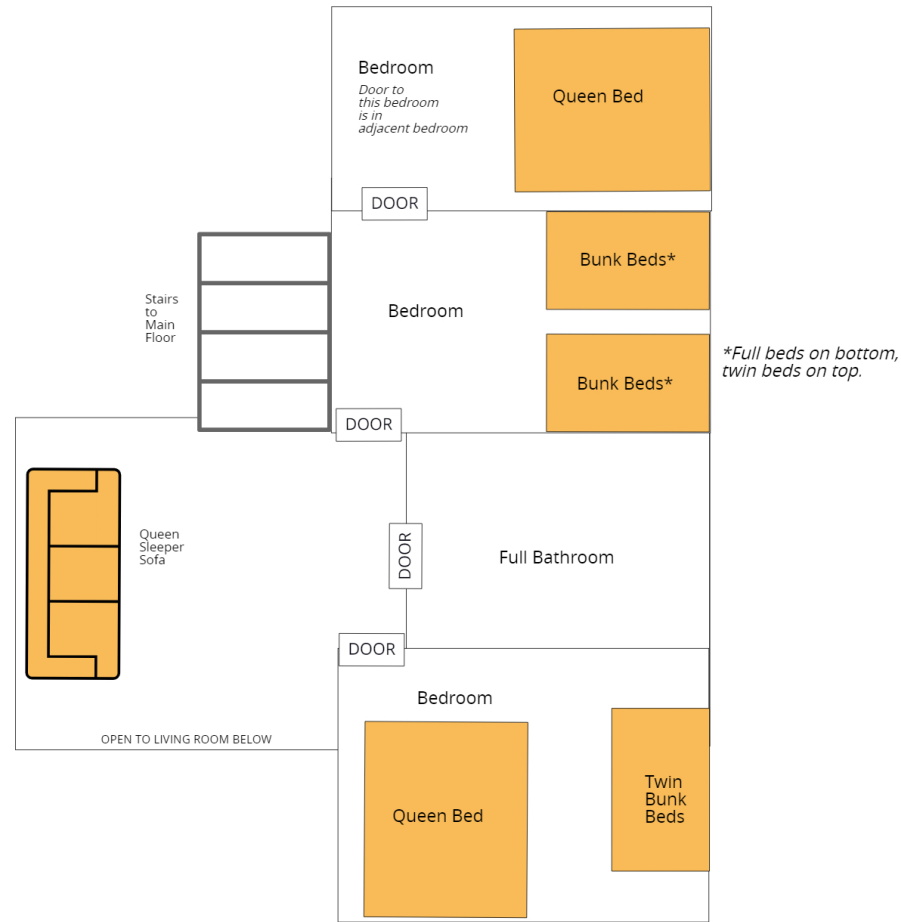 Bedroom
Door to
this bedroom
is in
adjacent bedroom
Queen Bed
DOOR
Bunk Beds*
Stairs
to
Main
Floor
Bedroom
*Full beds on bottom,
twin beds on top.
Bunk Beds*
DOOR
Queen
Sleeper
Sofa
DOOR
Full Bathroom
DOOR
Bedroom
OPEN TO LIVING ROOM BELOW
Queen Bed
Twin
Bunk
Beds